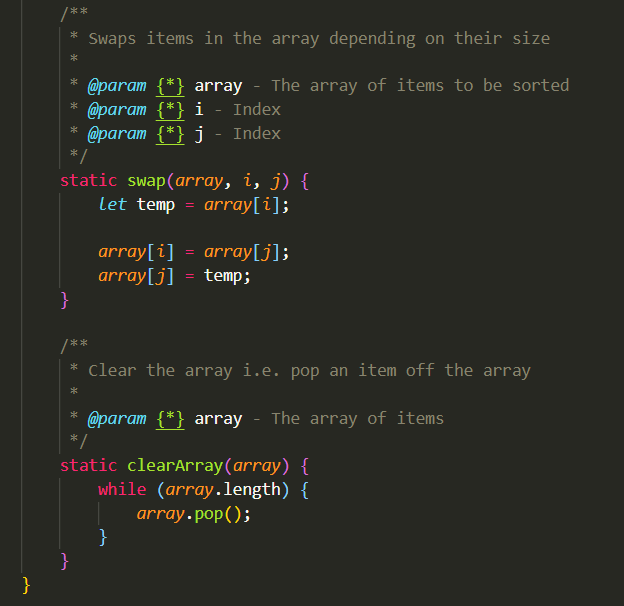 /**
 * Swaps items in the array depending on their size
 *
 * @param {*} array - The array of items to be sorted
 * @param {*} i - Index
 * @param {*} j - Index
 */
static swap(array, i, j) {
    let temp = array[i];

    array[i] = array[j];
    array[j] = temp;
}

/**
 * Clear the array i.e. pop an item off the array
 *
 * @param {*} array - The array of items
 */
static clearArray(array) {
    while (array.length) {
        array.pop();
    }
}
}